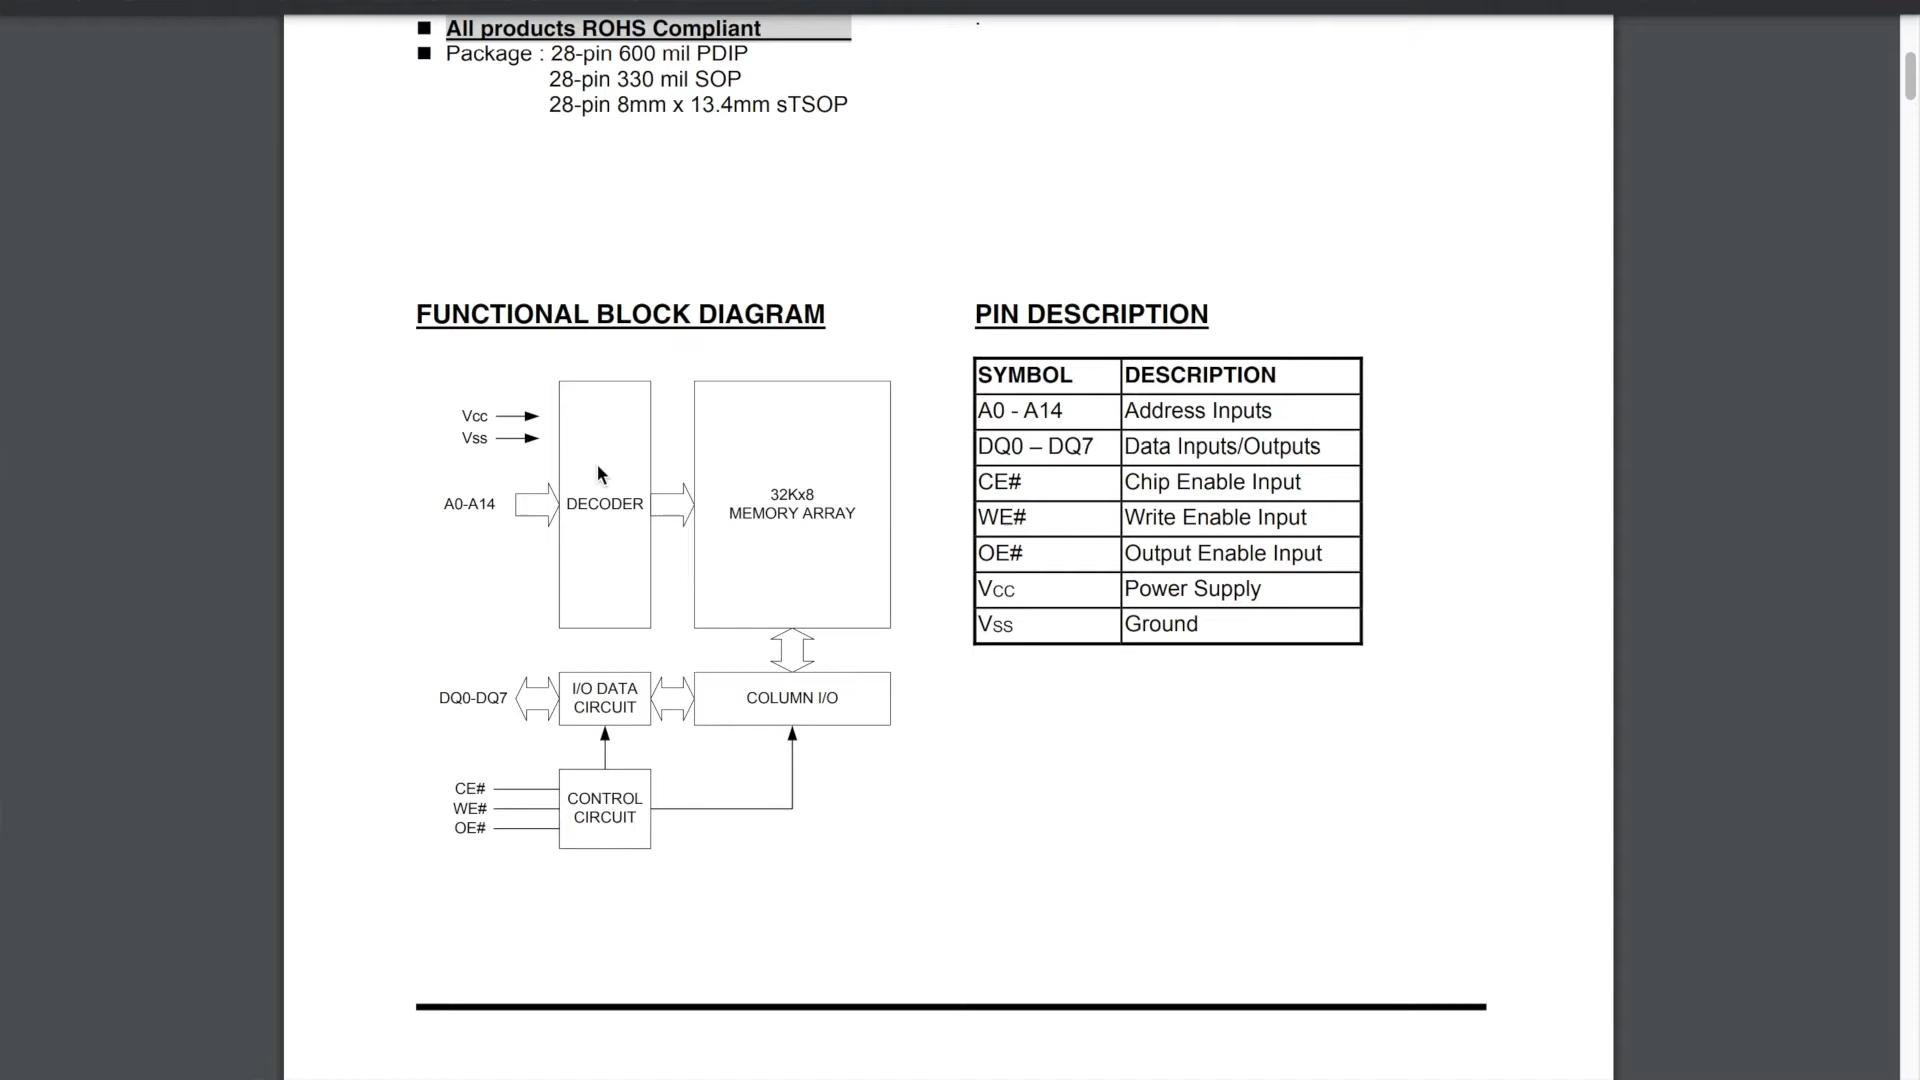 All products ROHS Compliant
Package : 28-pin 600 mil PDIP
28-pin 330 mil SOP
28-pin 8mm x 13.4mm sTSOP
FUNCTIONAL BLOCK DIAGRAM
Vcc
Vss
A0-A14
DECODER
32Kx8
MEMORY ARRAY
DQ0-DQ7
I/O DATA
CIRCUIT
COLUMN I/O
CE#
WE#
OE#
CONTROL
CIRCUIT
PIN DESCRIPTION
SYMBOL DESCRIPTION
A0 - A14 Address Inputs
DQ0 – DQ7 Data Inputs/Outputs
CE# Chip Enable Input
WE# Write Enable Input
OE# Output Enable Input
VCC Power Supply
VSS Ground